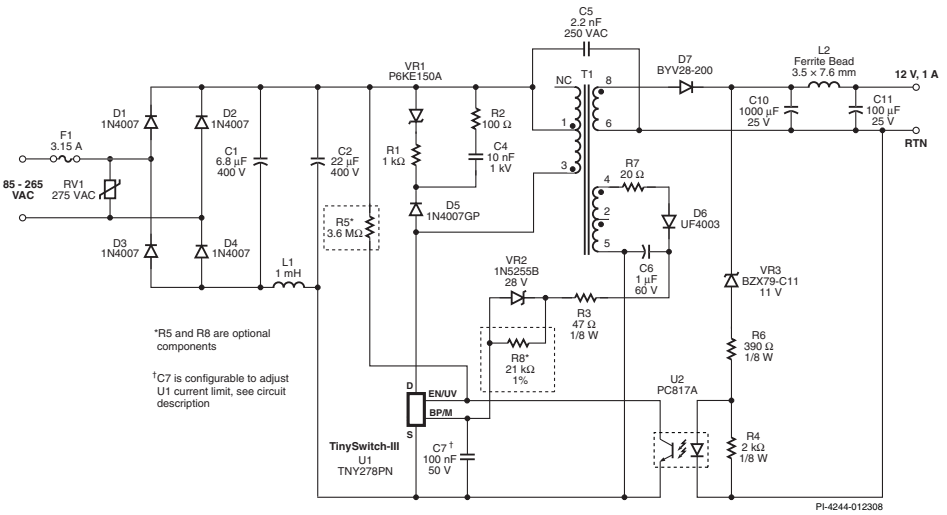 C5
2.2 nF
250 VAC
VR1
P6KE150A
NC
T1
8
D7
BYV28-200
L2
Ferrite Bead
3.5 × 7.6 mm
12 V, 1 A
D1
1N4007
D2
1N4007
R2
100 Ω
1
6
C10
1000 µF
25 V
C11
100 µF
25 V
RTN
F1
3.15 A
C1
6.8 µF
400 V
C2
22 µF
400 V
R1
1 kΩ
C4
10 nF
1 kV
3
R7
20 Ω
4
85 - 265
VAC
RV1
275 VAC
D5
1N4007GP
2
D6
UF4003
R5*
3.6 MΩ
D3
1N4007
D4
1N4007
5
L1
1 mH
VR2
1N5255B
28 V
C6
1 µF
60 V
VR3
BZX79-C11
11 V
R3
47 Ω
1/8 W
*R5 and R8 are optional
components
R8*
21 kΩ
1%
R6
390 Ω
1/8 W
†C7 is configurable to adjust
U1 current limit, see circuit
description
D
EN/UV
BP/M
S
U2
PC817A
TinySwitch-III
U1
TNY278PN
C7†
100 nF
50 V
R4
2 kΩ
1/8 W
PI-4244-012308